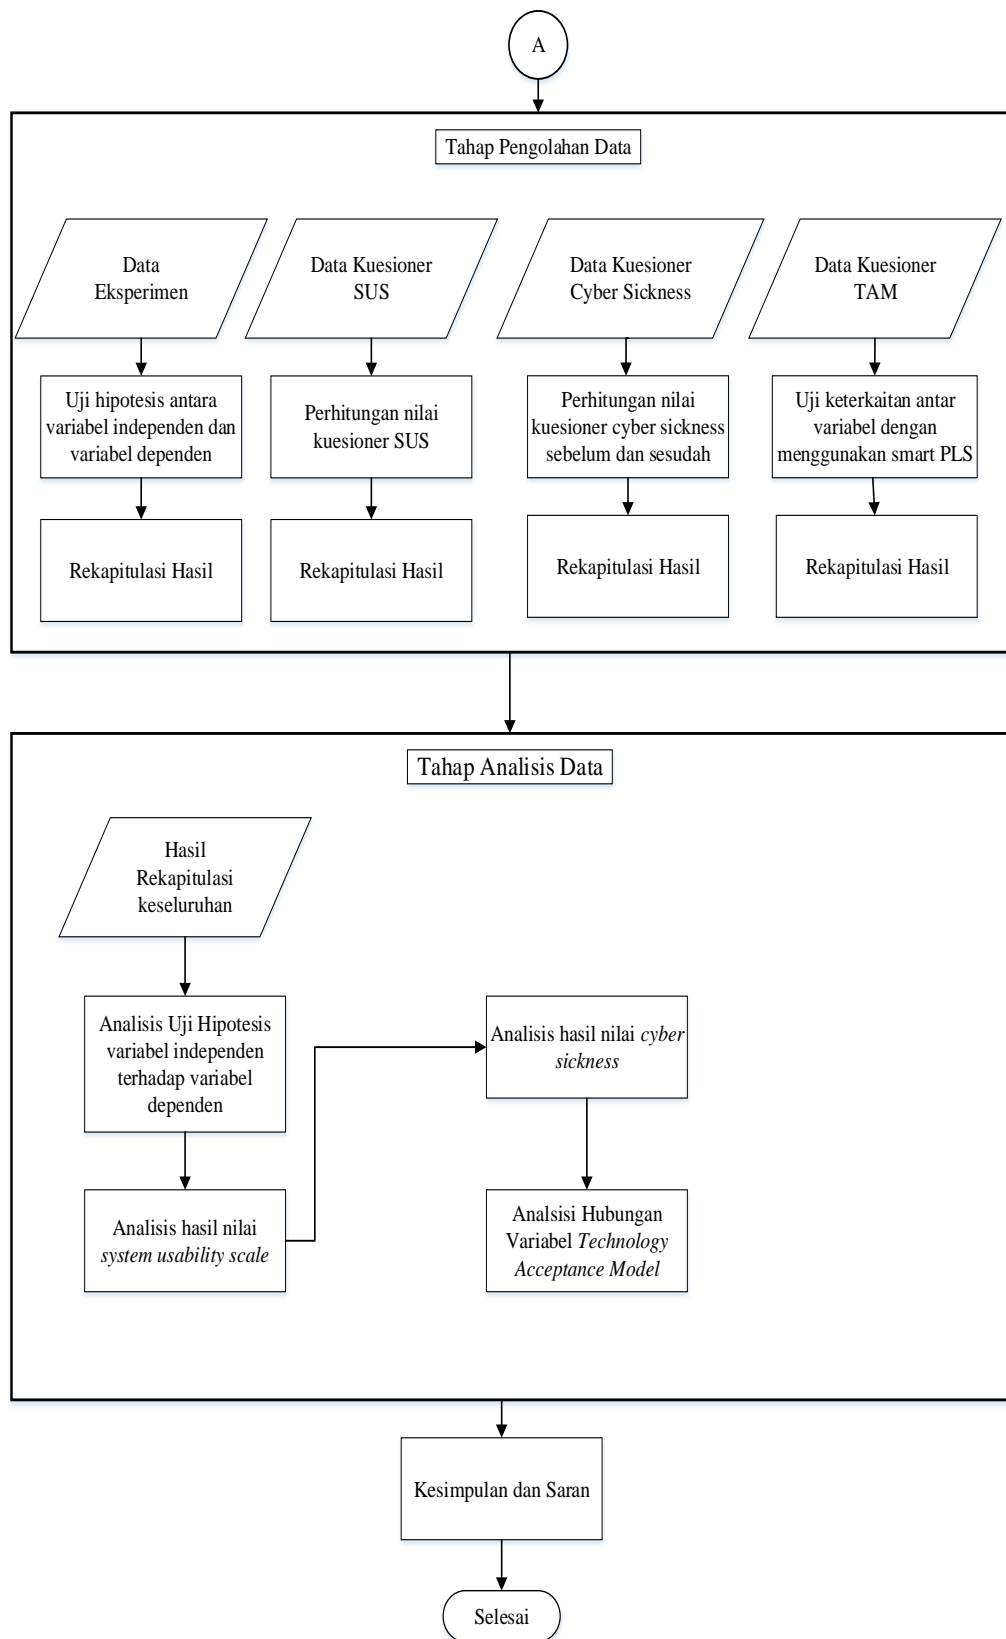 A
Tahap Pengolahan Data
Data
Eksperimen
Data Kuesioner
SUS
Data Kuesioner
Cyber Sickness
Data Kuesioner
TAM
Uji hipotesis antara
variabel independen dan
variabel dependen
Perhitungan nilai
kuesioner SUS
Perhitungan nilai
kuesioner cyber sickness
sebelum dan sesudah
Uji keterkaitan antar
variabel dengan
menggunakan smart PLS
Rekapitulasi Hasil
Rekapitulasi Hasil
Rekapitulasi Hasil
Rekapitulasi Hasil
Tahap Analisis Data
Hasil
Rekapitulasi
keseluruhan
Analisis Uji Hipotesis
variabel independen
terhadap variabel
dependen
Analisis hasil nilai
system usability scale
Analisis hasil nilai cyber
sickness
Analsisi Hubungan
Variabel Technology
Acceptance Model
Kesimpulan dan Saran
Selesai